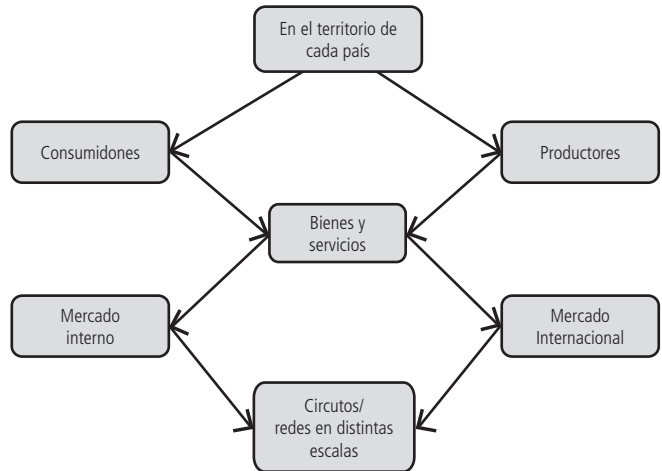 En el territorio de
cada país
Consumidones
Productores
Bienes y
servicios
Mercado
interno
Mercado
Internacional
Circutos/
redes en distintas
escalas